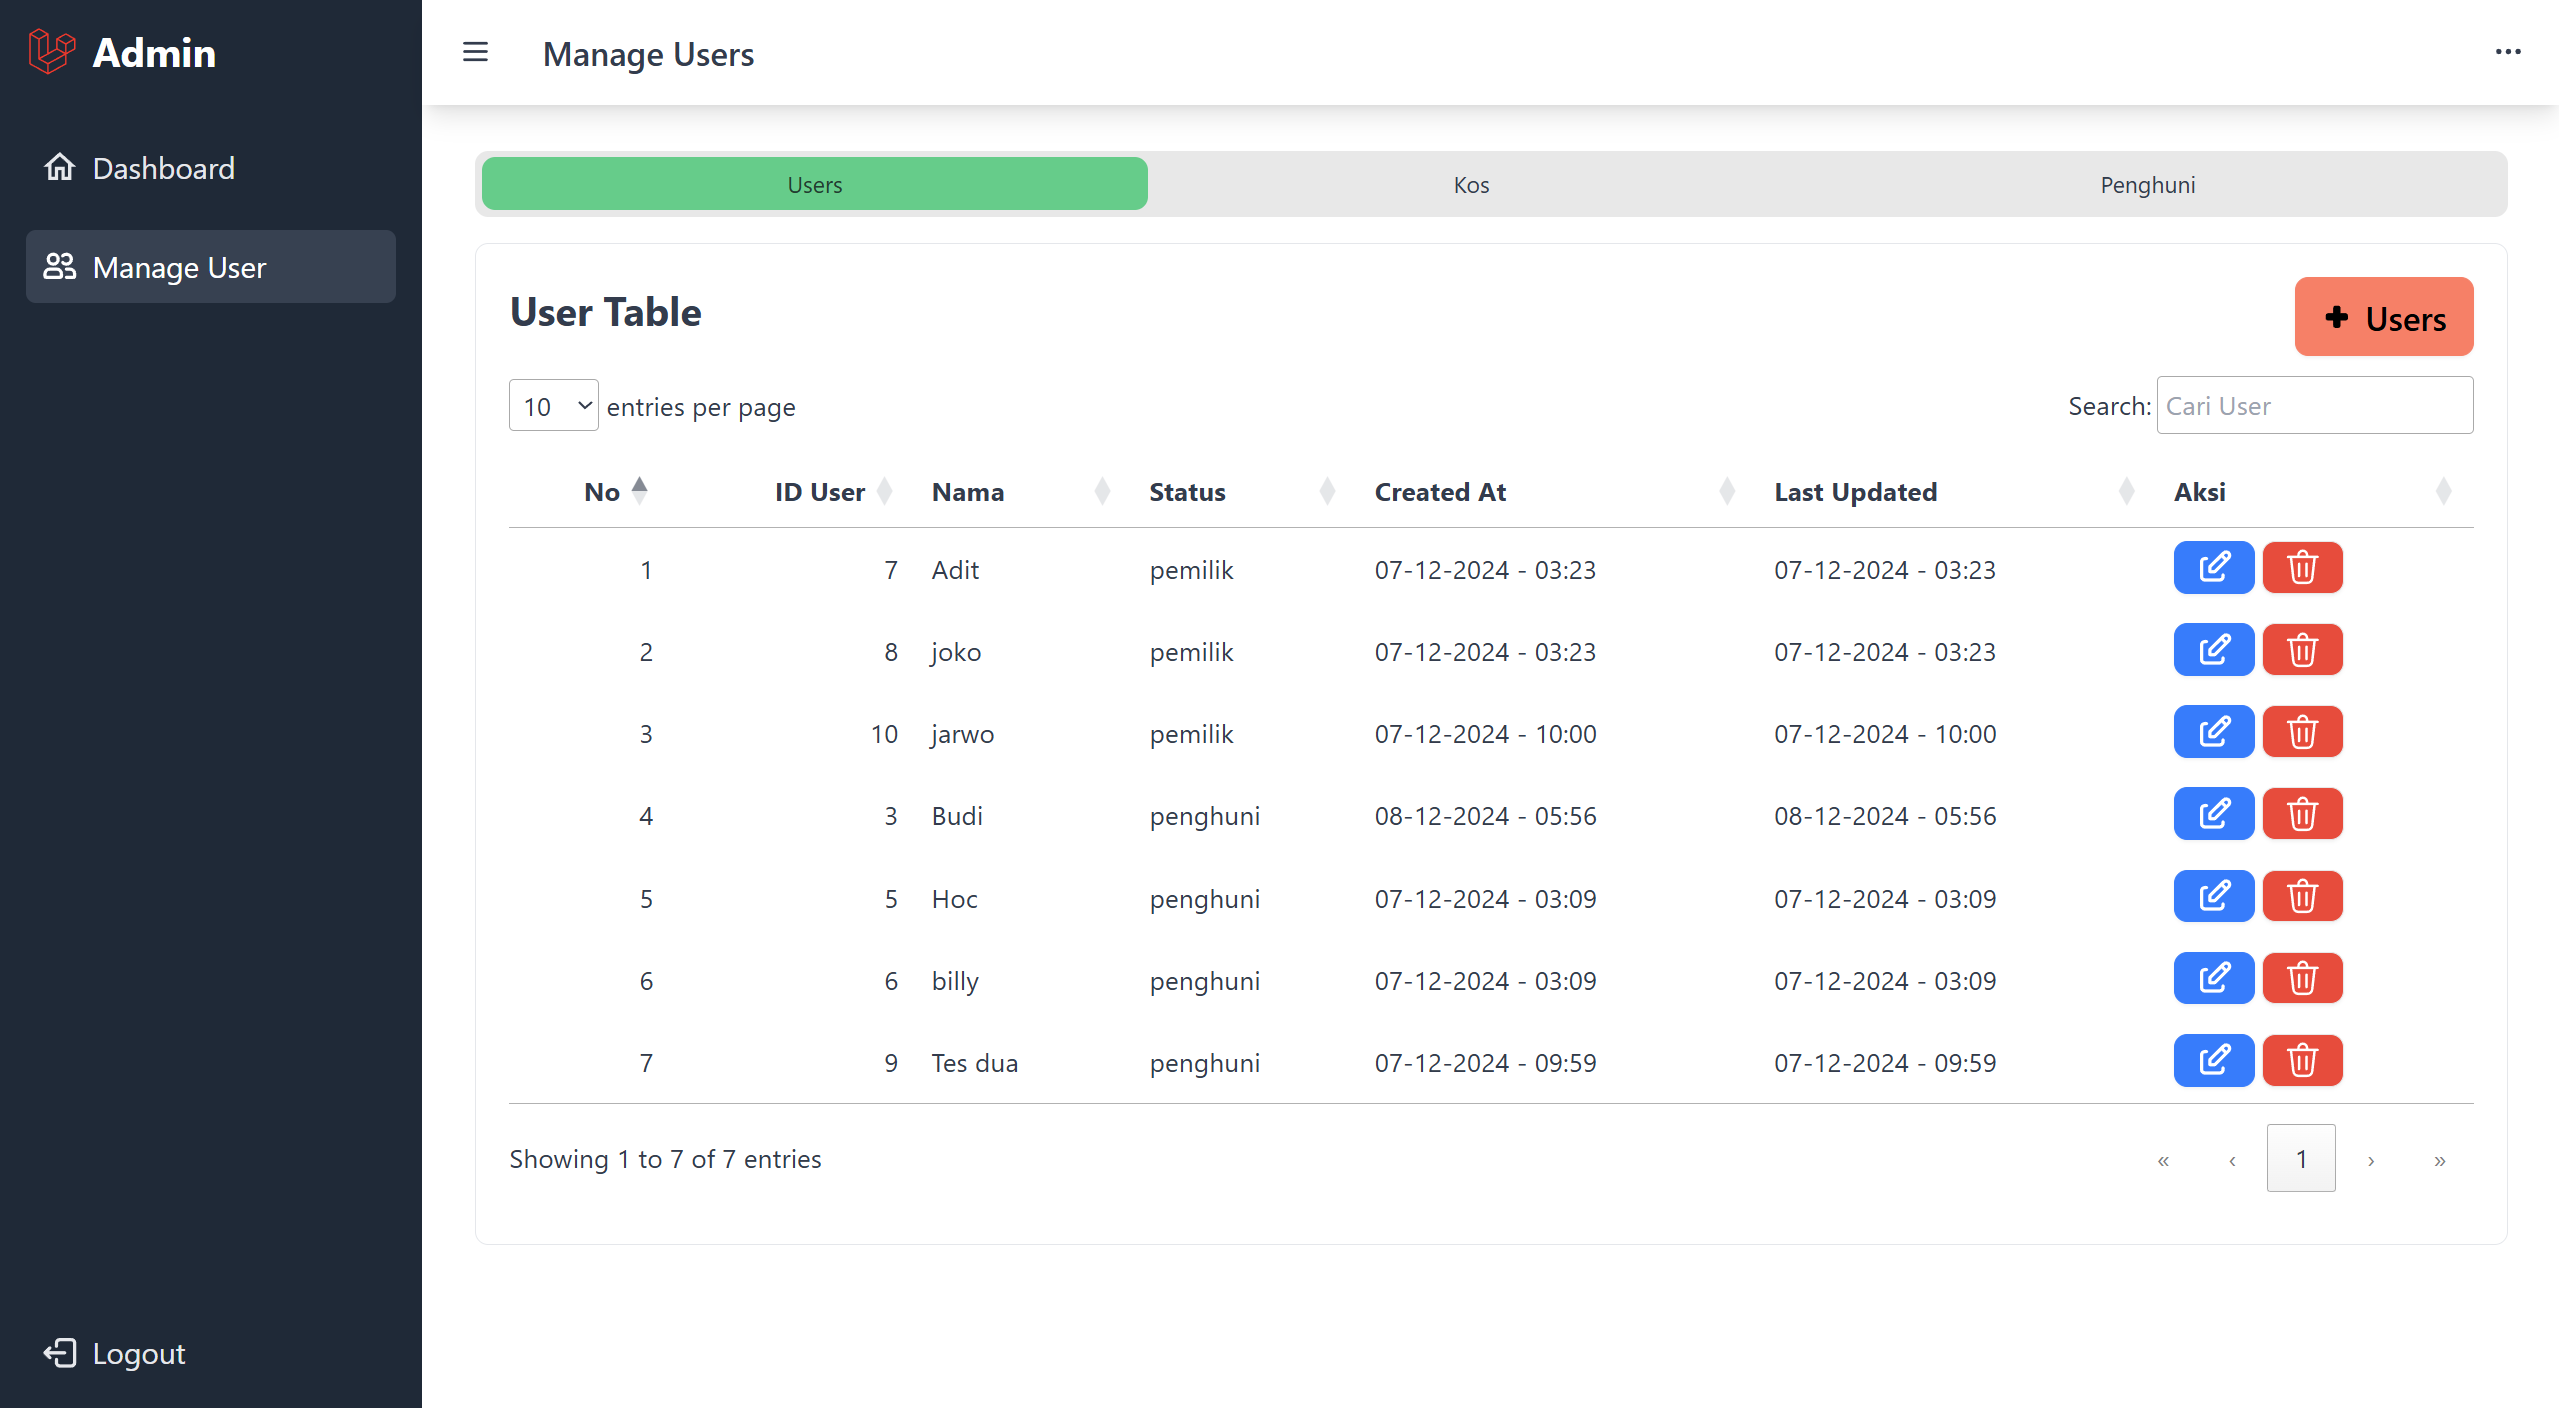 Admin
Manage Users
Dashboard
Manage User
Logout
Users Kos Penghuni
User Table
Users
10 entries per page
Search: Cari User
No ID User Nama Status Created At Last Updated Aksi
1 7 Adit pemilik 07-12-2024 - 03:23 07-12-2024 - 03:23
2 8 joko pemilik 07-12-2024 - 03:23 07-12-2024 - 03:23
3 10 jarwo pemilik 07-12-2024 - 10:00 07-12-2024 - 10:00
4 3 Budi penghuni 08-12-2024 - 05:56 08-12-2024 - 05:56
5 5 Hoc penghuni 07-12-2024 - 03:09 07-12-2024 - 03:09
6 6 billy penghuni 07-12-2024 - 03:09 07-12-2024 - 03:09
7 9 Tes dua penghuni 07-12-2024 - 09:59 07-12-2024 - 09:59
Showing 1 to 7 of 7 entries
« ‹ 1 › »